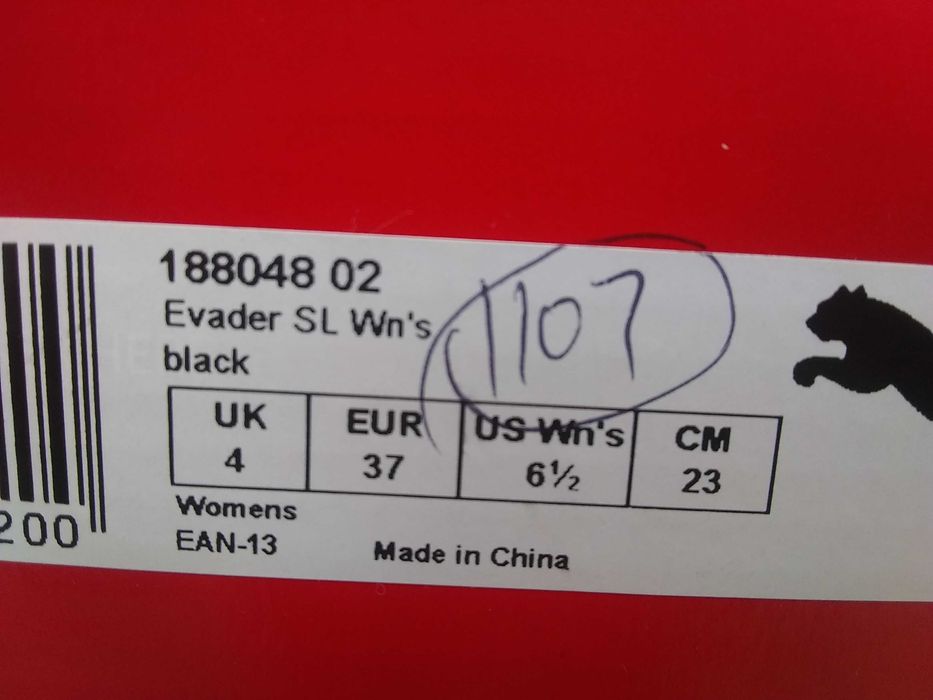 188048 02
Evader SL Wn's
black
1107
UK EUR US Wn's CM
4 37 6½ 23
Womens
EAN-13
Made in China
200